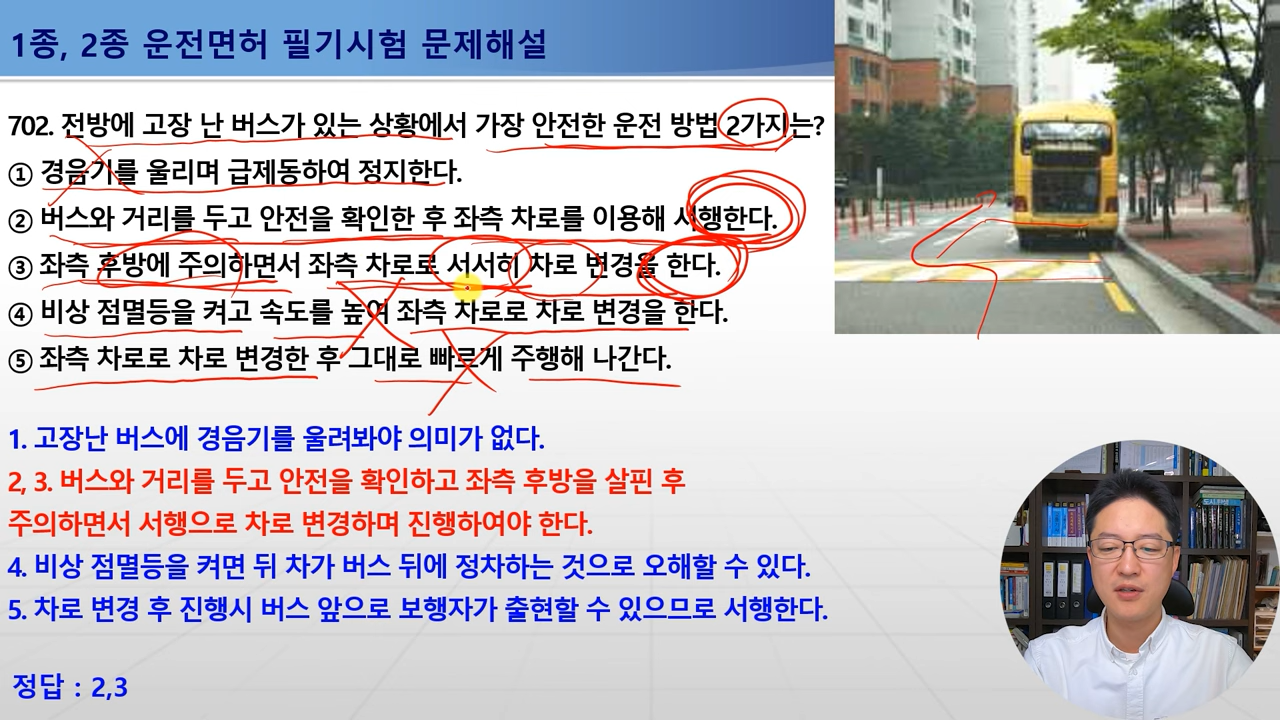 1종, 2종 운전면허 필기시험 문제해설
702. 전방에 고장 난 버스가 있는 상황에서 가장 안전한 운전 방법 2가지는?
① 경음기를 울리며 급제동하여 정지한다.
② 버스와 거리를 두고 안전을 확인한 후 좌측 차로를 이용해 서행한다.
③ 좌측 후방에 주의하면서 좌측 차로로 서서히 차로 변경을 한다.
④ 비상 점멸등을 켜고 속도를 높여 좌측 차로로 차로 변경을 한다.
⑤ 좌측 차로로 차로 변경한 후 그대로 빠르게 주행해 나간다.
1. 고장난 버스에 경음기를 울려봐야 의미가 없다.
2, 3. 버스와 거리를 두고 안전을 확인하고 좌측 후방을 살핀 후
주의하면서 서행으로 차로 변경하며 진행하여야 한다.
4. 비상 점멸등을 켜면 뒤 차가 버스 뒤에 정차하는 것으로 오해할 수 있다.
5. 차로 변경 후 진행시 버스 앞으로 보행자가 출현할 수 있으므로 서행한다.
정답 : 2,3